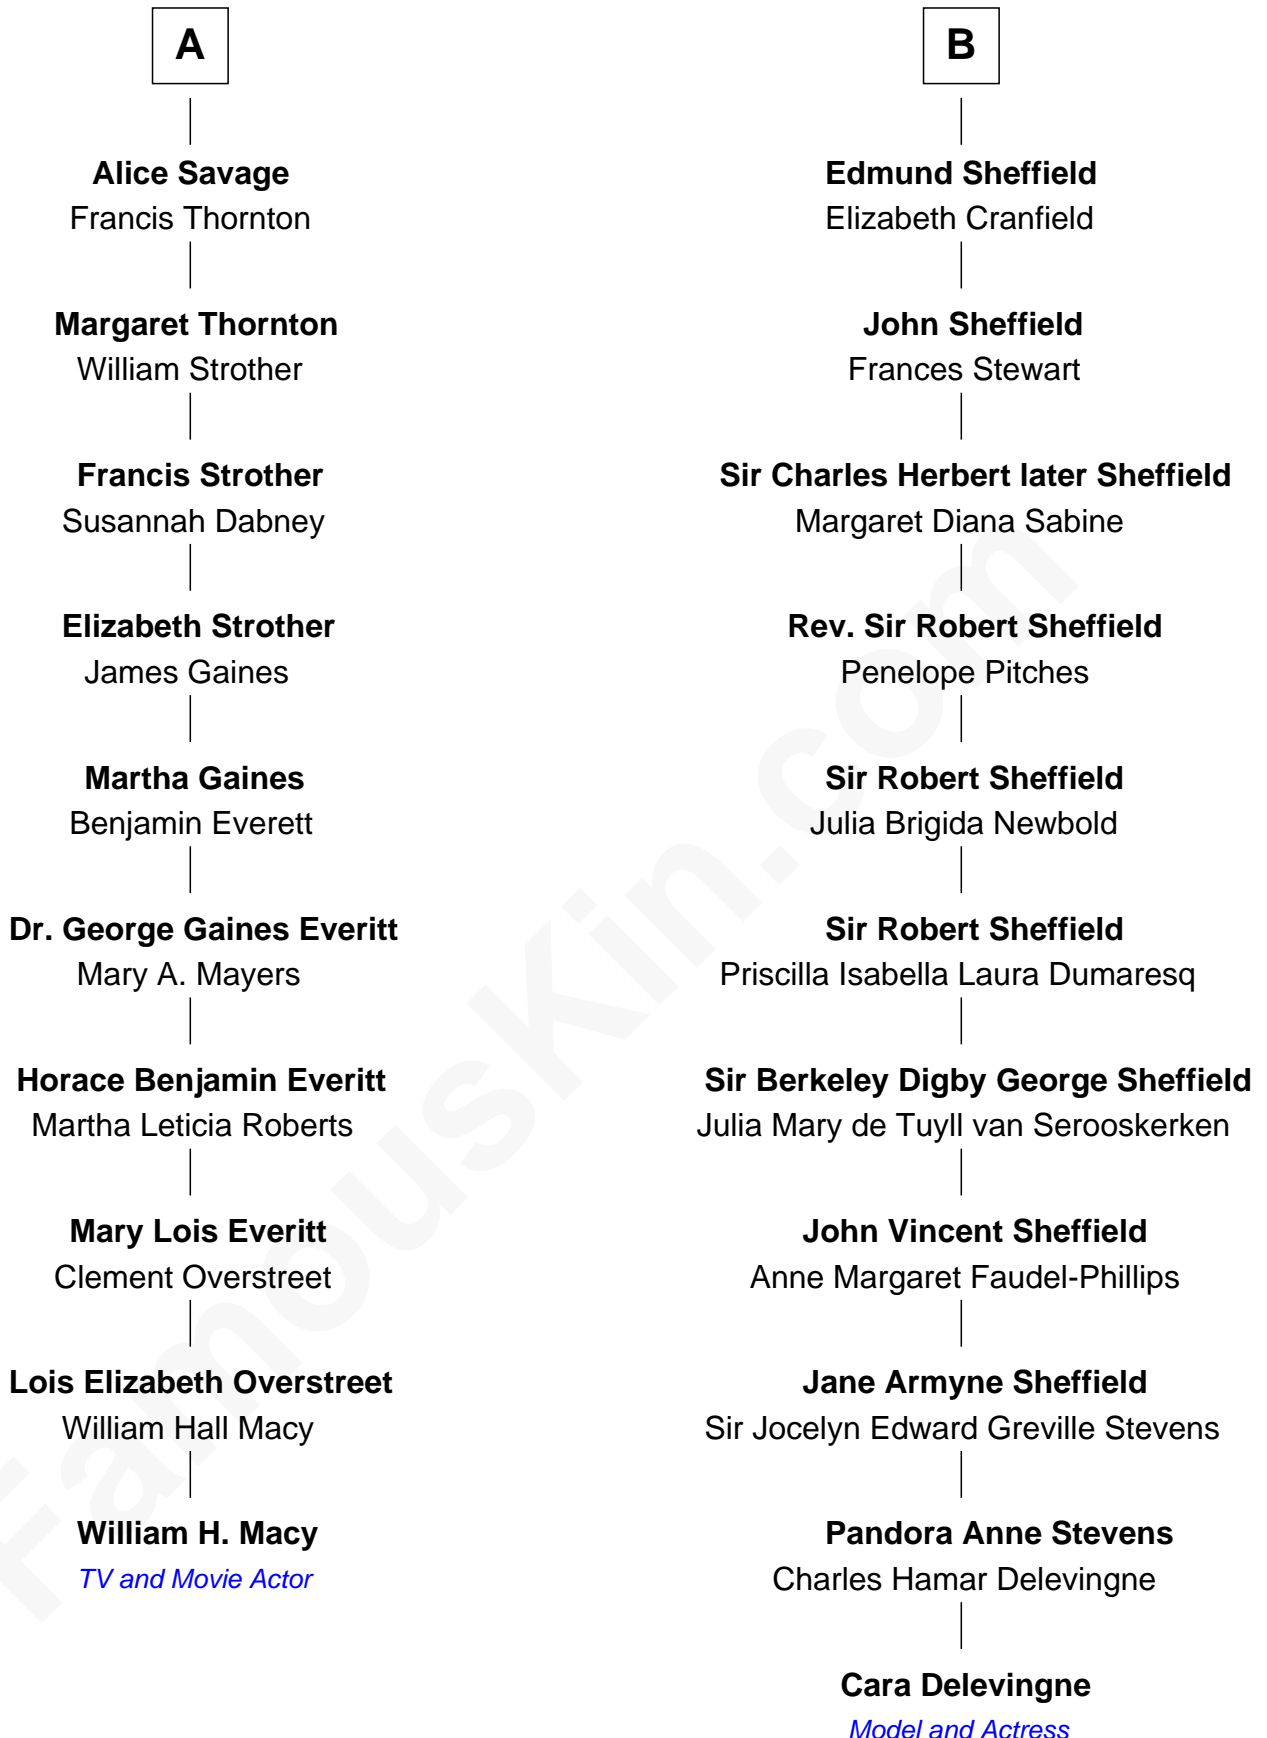 A
Alice Savage
Francis Thornton
Margaret Thornton
William Strother
Francis Strother
Susannah Dabney
Elizabeth Strother
James Gaines
Martha Gaines
Benjamin Everett
Dr. George Gaines Everitt
Mary A. Mayers
Horace Benjamin Everitt
Martha Leticia Roberts
Mary Lois Everitt
Clement Overstreet
Lois Elizabeth Overstreet
William Hall Macy
William H. Macy
TV and Movie Actor
B
Edmund Sheffield
Elizabeth Cranfield
John Sheffield
Frances Stewart
Sir Charles Herbert later Sheffield
Margaret Diana Sabine
Rev. Sir Robert Sheffield
Penelope Pitches
Sir Robert Sheffield
Julia Brigida Newbold
Sir Robert Sheffield
Priscilla Isabella Laura Dumaresq
Sir Berkeley Digby George Sheffield
Julia Mary de Tuyll van Serooskerken
John Vincent Sheffield
Anne Margaret Faudel-Phillips
Jane Armyne Sheffield
Sir Jocelyn Edward Greville Stevens
Pandora Anne Stevens
Charles Hamar Delevingne
Cara Delevingne
Model and Actress
FamousKin.com